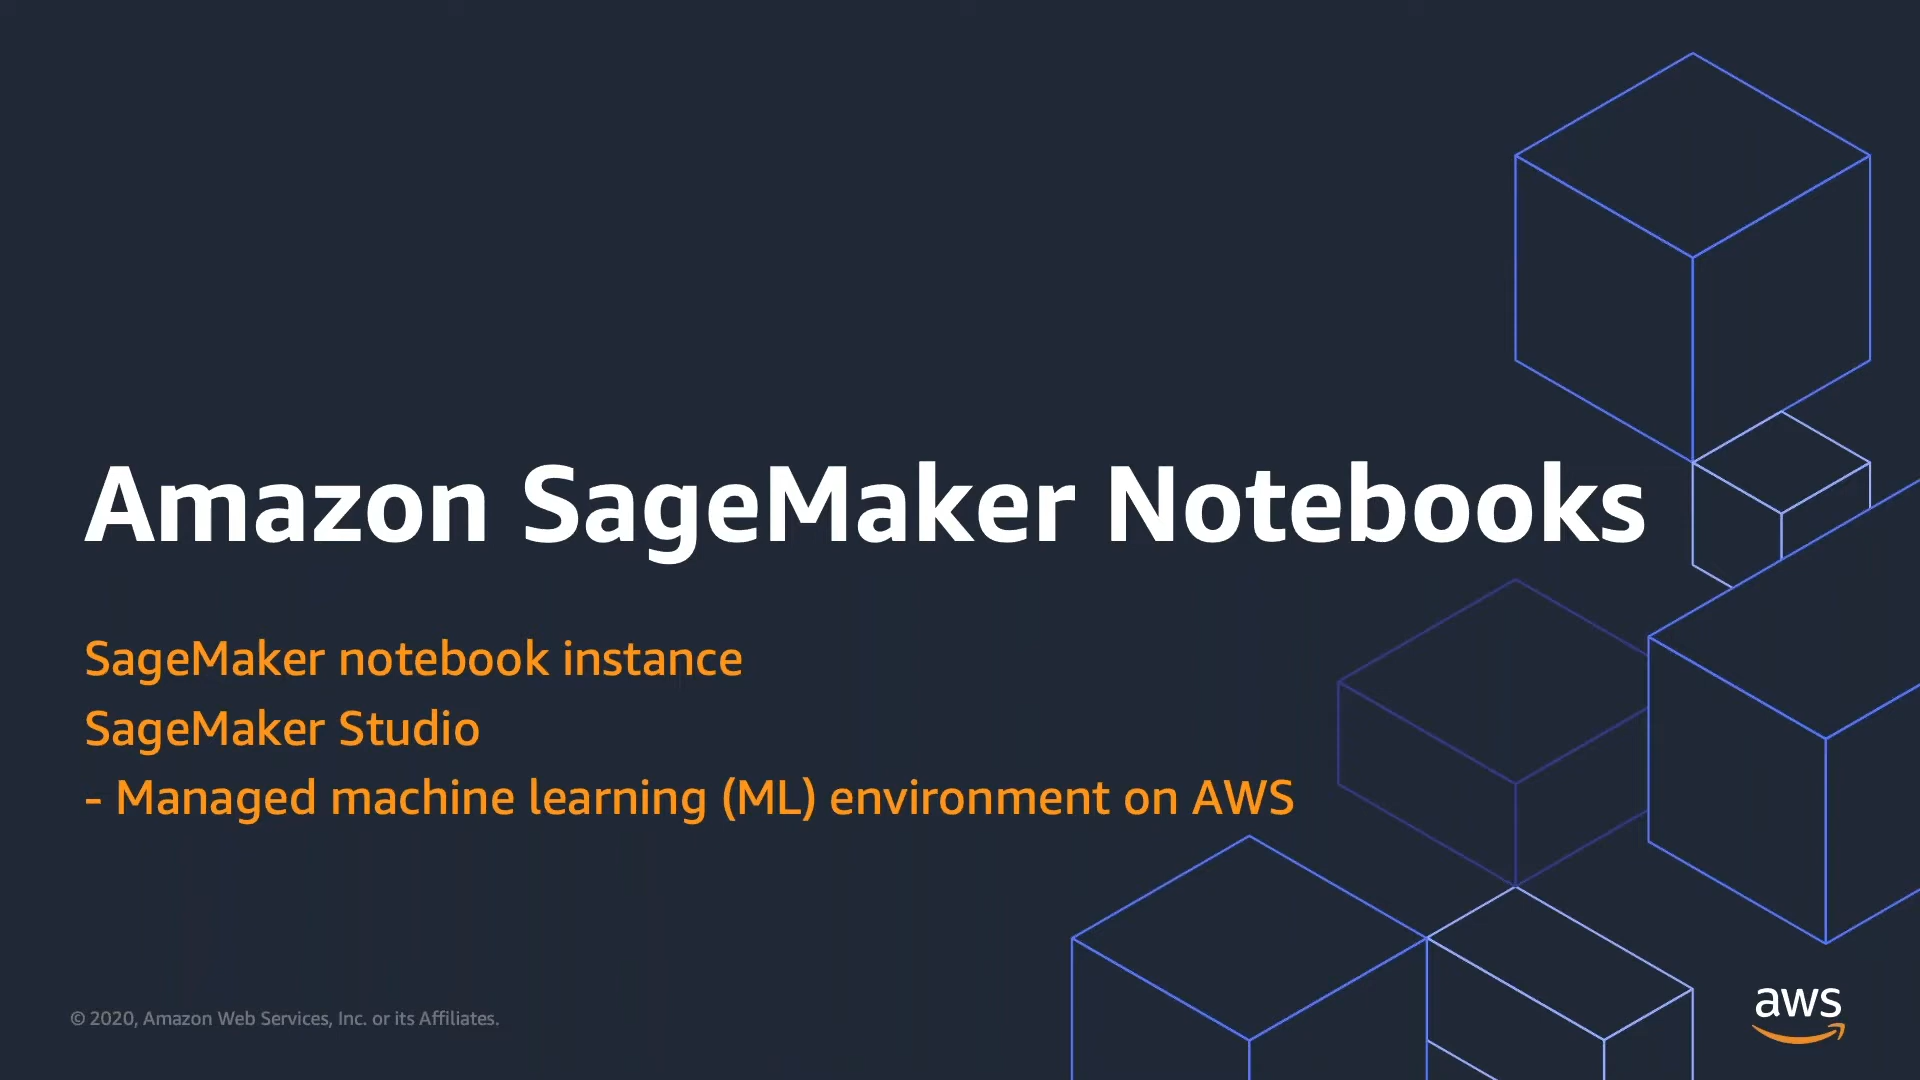 Amazon SageMaker Notebooks
SageMaker notebook instance
SageMaker Studio
- Managed machine learning (ML) environment on AWS
© 2020, Amazon Web Services, Inc. or its Affiliates.
aws